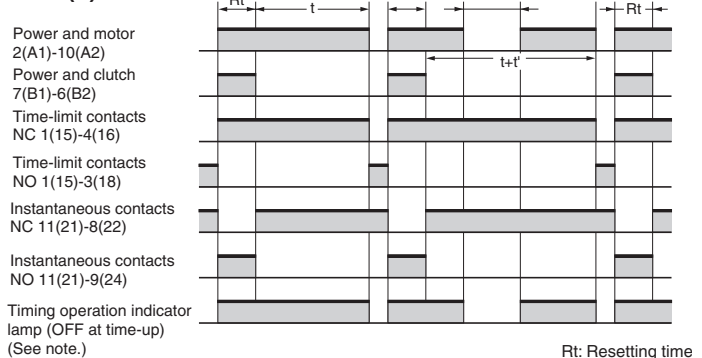 Rt
t
Rt
Power and motor
2(A1)-10(A2)
t+t'
Power and clutch
7(B1)-6(B2)
Time-limit contacts
NC 1(15)-4(16)
Time-limit contacts
NO 1(15)-3(18)
Instantaneous contacts
NC 11(21)-8(22)
Instantaneous contacts
NO 11(21)-9(24)
Timing operation indicator
lamp (OFF at time-up)
(See note.)
Rt: Resetting time